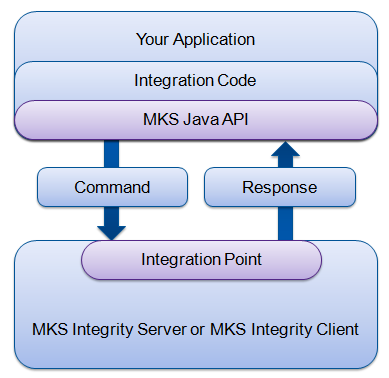 Your Application
Integration Code
MKS Java API
Command
Response
Integration Point
MKS Integrity Server or MKS Integrity Client